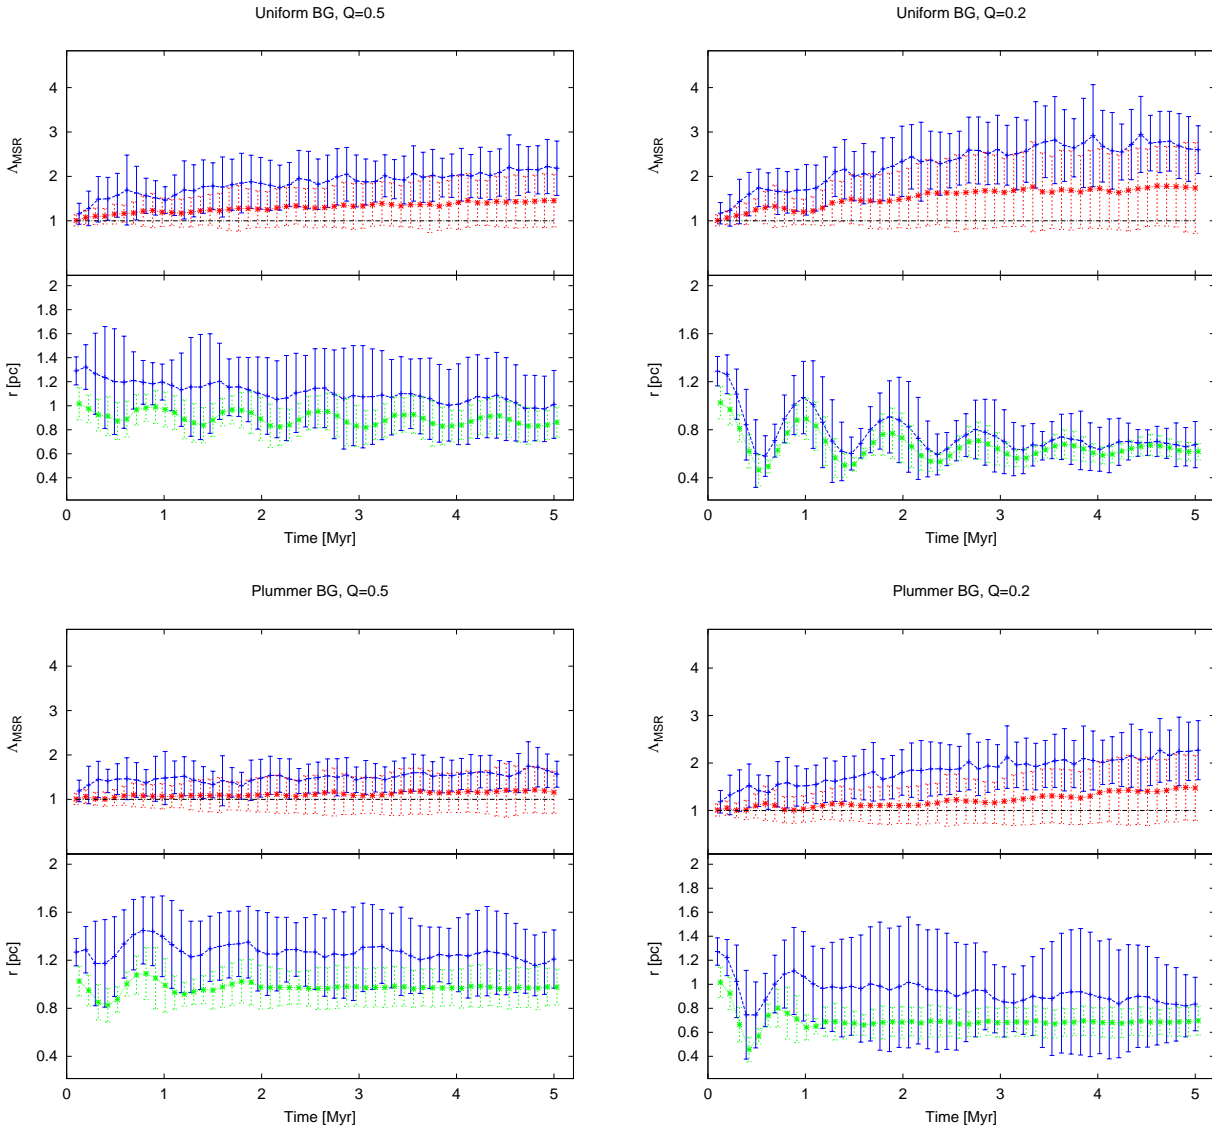 Uniform BG, Q=0.5
ΛMSR
4
3
2
1
r [pc]
2
1.8
1.6
1.4
1.2
1
0.8
0.6
0.4
0 1 2 3 4 5
Time [Myr]
Uniform BG, Q=0.2
ΛMSR
4
3
2
1
r [pc]
2
1.6
1.2
0.8
0.4
0 1 2 3 4 5
Time [Myr]
Plummer BG, Q=0.5
ΛMSR
4
3
2
1
r [pc]
2
1.6
1.2
0.8
0.4
0 1 2 3 4 5
Time [Myr]
Plummer BG, Q=0.2
ΛMSR
4
3
2
1
r [pc]
2
1.8
1.6
1.4
1.2
1
0.8
0.6
0.4
0 1 2 3 4 5
Time [Myr]